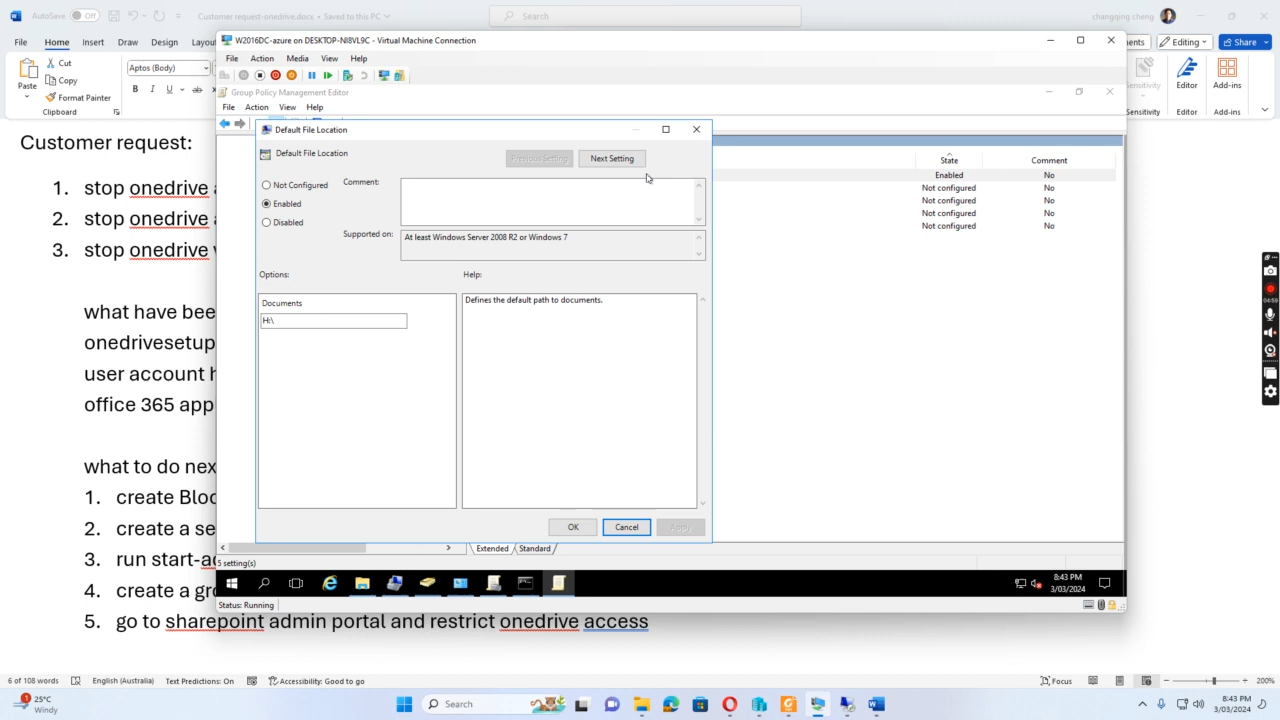 AutoSave Off Customer request-onedrive.docx • Saved to this PC Search changqing cheng
File Home Insert Draw Design Layou
Editing Share
Paste Cut Copy Format Painter
Clipboard
Aptos (Body)
B I U ab
Sensitivity Editor Add-ins
Sensitivity Editor Add-ins
W2016DC-azure on DESKTOP-NI8VL9C - Virtual Machine Connection
File Action Media View Help
Group Policy Management Editor
File Action View Help
Default File Location
Default File Location
Previous Setting Next Setting
Not Configured Comment:
Enabled
Disabled
Supported on: At least Windows Server 2008 R2 or Windows 7
Options: Help:
Documents Defines the default path to documents.
H:\
OK Cancel Apply
State Comment
Enabled No
Not configured No
Not configured No
Not configured No
Not configured No
Extended Standard
5 setting(s)
8:43 PM
3/03/2024
Status: Running
Customer request:
1. stop onedrive
2. stop onedrive
3. stop onedrive
what have bee
onedrivesetup
user account
office 365 app
what to do nex
1. create Bloc
2. create a se
3. run start-a
4. create a gr
5. go to sharepoint admin portal and restrict onedrive access
04:59
6 of 108 words English (Australia) Text Predictions: On Accessibility: Good to go Focus 200%
1 25°C
Windy
Search
8:43 PM
3/03/2024